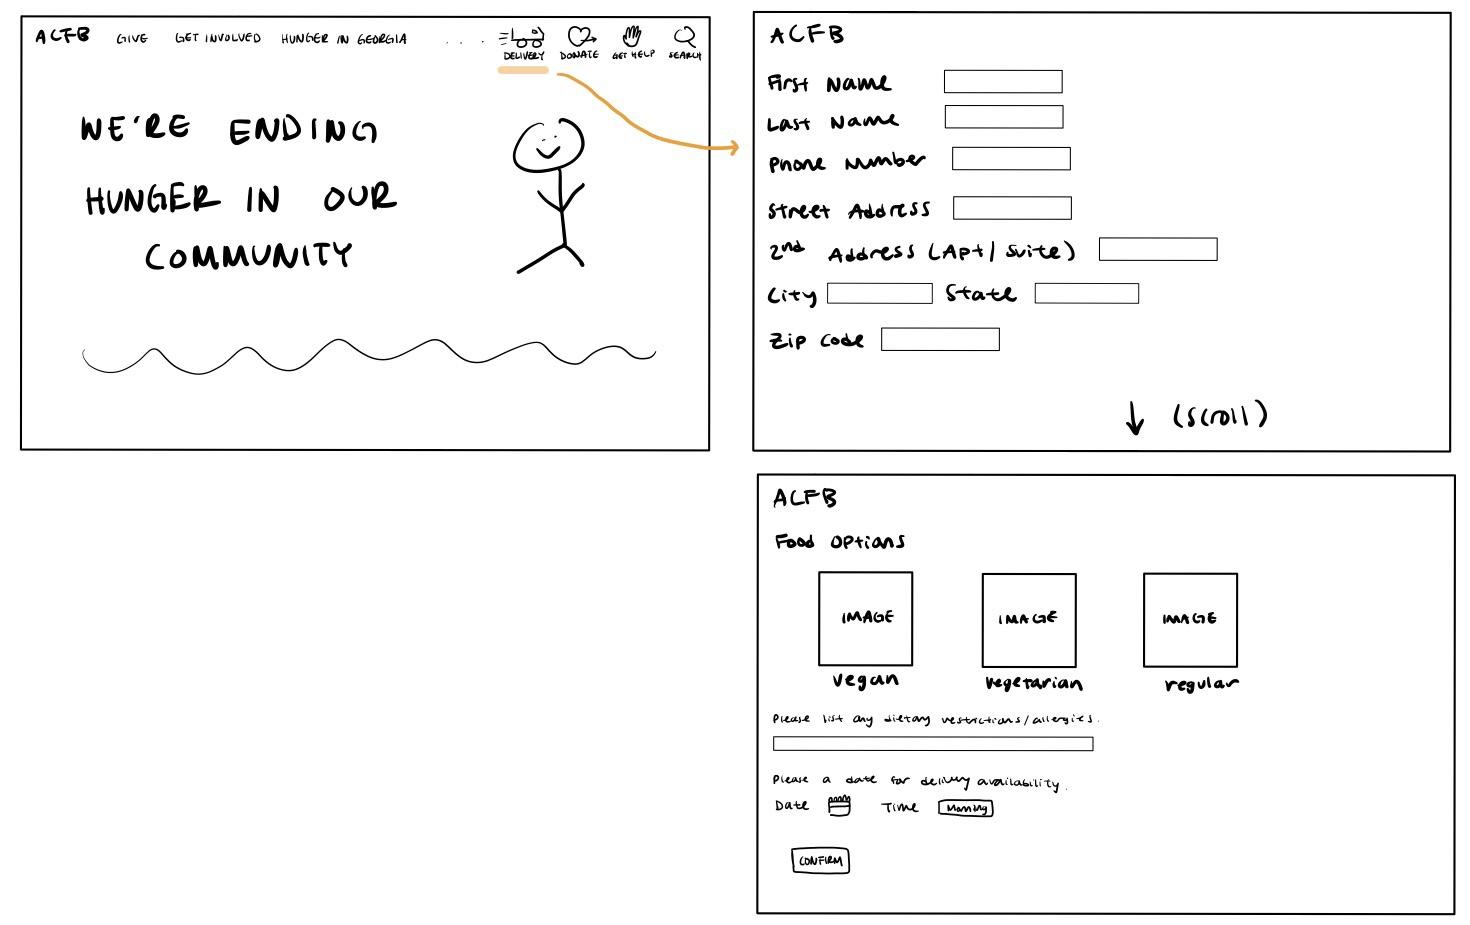 ACFB GIVE GET INVOLVED HUNGER IN GEORGIA . . . DELIVERY DONATE GET HELP SEARCH
WE'RE ENDING
HUNGER IN OUR
COMMUNITY
ACFB
First Name
Last Name
Phone Number
Street Address
2nd Address (Apt/Suite)
City State
Zip Code
↓ (scroll)
ACFB
Food Options
IMAGE IMAGE IMAGE
vegan vegetarian regular
Please list any dietary restrictions/allergies.
Please a date for delivery availability.
Date Time Morning
CONFIRM